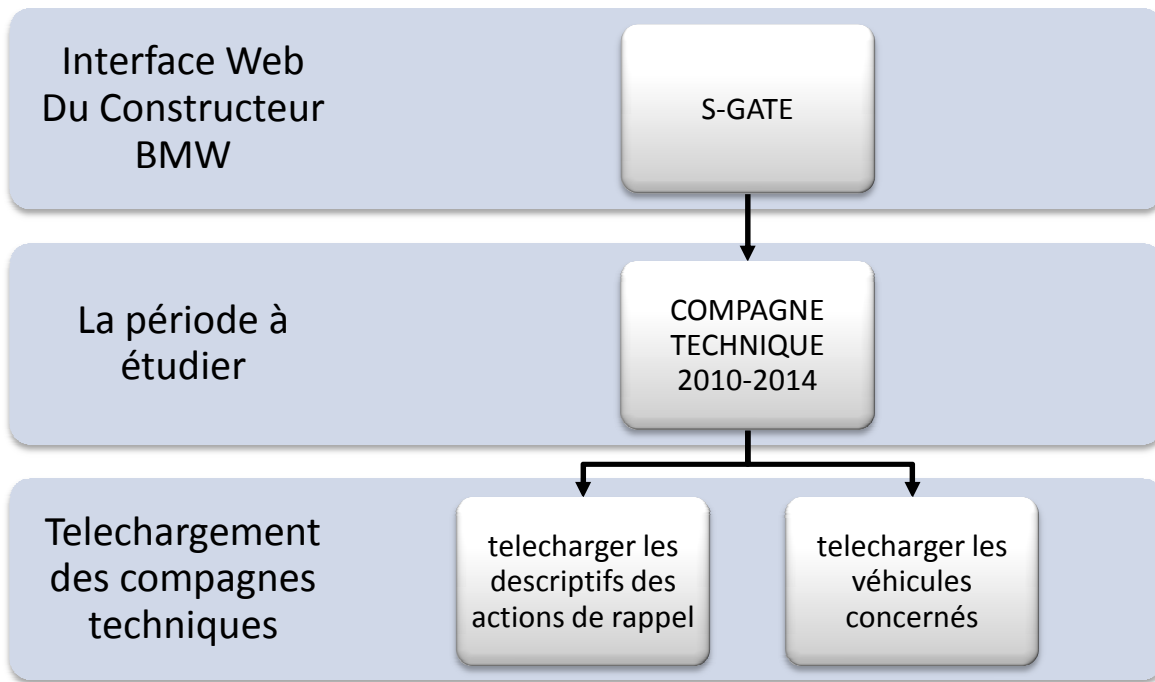 Interface Web
Du Constructeur
BMW
S-GATE
La période à
étudier
COMPAGNE
TECHNIQUE
2010-2014
Telechargement
des compagnes
techniques
telecharger les
descriptifs des
actions de rappel
telecharger les
véhicules
concernés